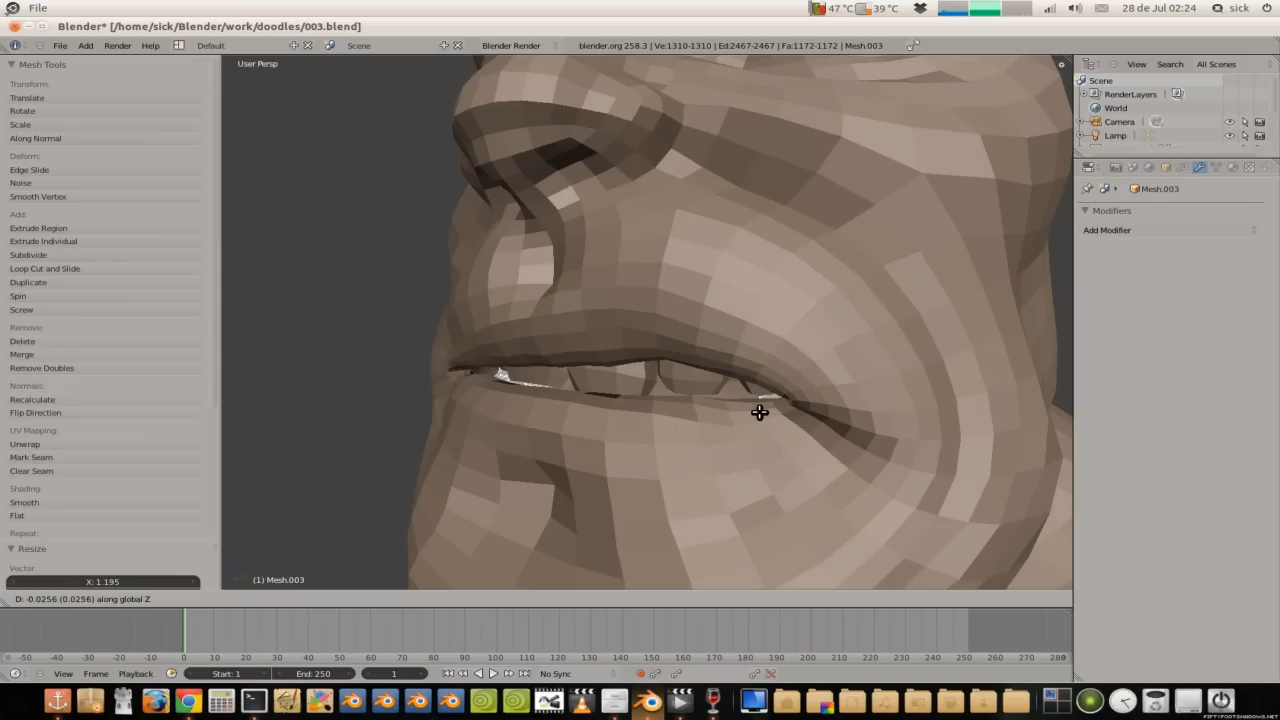 File
47 °C 39 °C 28 de Jul 02:24 sick
Blender* [/home/sick/Blender/work/doodles/003.blend]
File Add Render Help Default Scene Blender Render blender.org 258.3 | Ve:1310-1310 | Ed:2467-2467 | Fa:1172-1172 | Mesh.003
Mesh Tools
Transform:
Translate
Rotate
Scale
Along Normal
Deform:
Edge Slide
Noise
Smooth Vertex
Add:
Extrude Region
Extrude Individual
Subdivide
Loop Cut and Slide
Duplicate
Spin
Screw
Remove:
Delete
Merge
Remove Doubles
Normals:
Recalculate
Flip Direction
UV Mapping:
Unwrap
Mark Seam
Clear Seam
Shading:
Smooth
Flat
Repeat:
Resize
Vector
X: 1.195
User Persp
(1) Mesh.003
View Search All Scenes
Scene
RenderLayers
World
Camera
Lamp
Mesh.003
Modifiers
Add Modifier
D: -0.0256 (0.0256) along global Z
-50 -40 -30 -20 -10 0 10 20 30 40 50 60 70 80 90 100 110 120 130 140 150 160 170 180 190 200 210 220 230 240 250 260 270 280
View Frame Playback Start: 1 End: 250 1 No Sync
FIFTYFOOTSHADOWS.NET